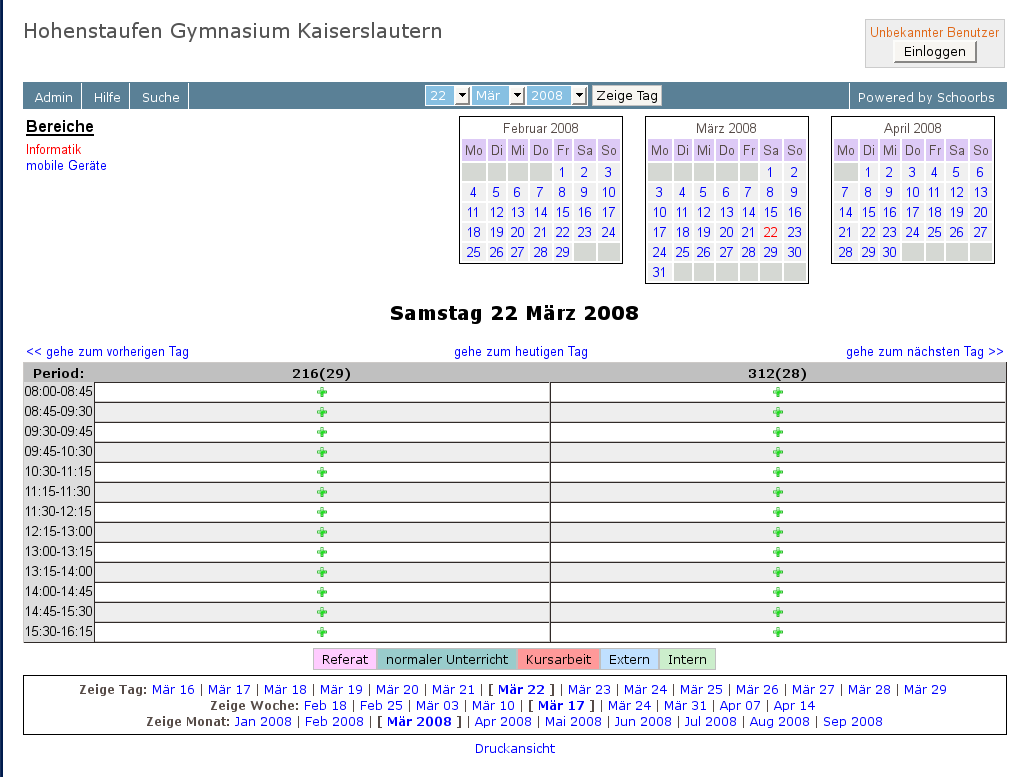 Hohenstaufen Gymnasium Kaiserslautern
Unbekannter Benutzer
Einloggen
Admin Hilfe Suche 22 Mär 2008 Zeige Tag Powered by Schoorbs
Bereiche
Informatik
mobile Geräte
Februar 2008
Mo Di Mi Do Fr Sa So
1 2 3
4 5 6 7 8 9 10
11 12 13 14 15 16 17
18 19 20 21 22 23 24
25 26 27 28 29
März 2008
Mo Di Mi Do Fr Sa So
1 2
3 4 5 6 7 8 9
10 11 12 13 14 15 16
17 18 19 20 21 22 23
24 25 26 27 28 29 30
31
April 2008
Mo Di Mi Do Fr Sa So
1 2 3 4 5 6
7 8 9 10 11 12 13
14 15 16 17 18 19 20
21 22 23 24 25 26 27
28 29 30
Samstag 22 März 2008
<< gehe zum vorherigen Tag gehe zum heutigen Tag gehe zum nächsten Tag >>
Period: 216(29) 312(28)
08:00-08:45
08:45-09:30
09:30-09:45
09:45-10:30
10:30-11:15
11:15-11:30
11:30-12:15
12:15-13:00
13:00-13:15
13:15-14:00
14:00-14:45
14:45-15:30
15:30-16:15
Referat normaler Unterricht Kursarbeit Extern Intern
Zeige Tag: Mär 16 | Mär 17 | Mär 18 | Mär 19 | Mär 20 | Mär 21 | [ Mär 22 ] | Mär 23 | Mär 24 | Mär 25 | Mär 26 | Mär 27 | Mär 28 | Mär 29
Zeige Woche: Feb 18 | Feb 25 | Mär 03 | Mär 10 | [ Mär 17 ] | Mär 24 | Mär 31 | Apr 07 | Apr 14
Zeige Monat: Jan 2008 | Feb 2008 | [ Mär 2008 ] | Apr 2008 | Mai 2008 | Jun 2008 | Jul 2008 | Aug 2008 | Sep 2008
Druckansicht